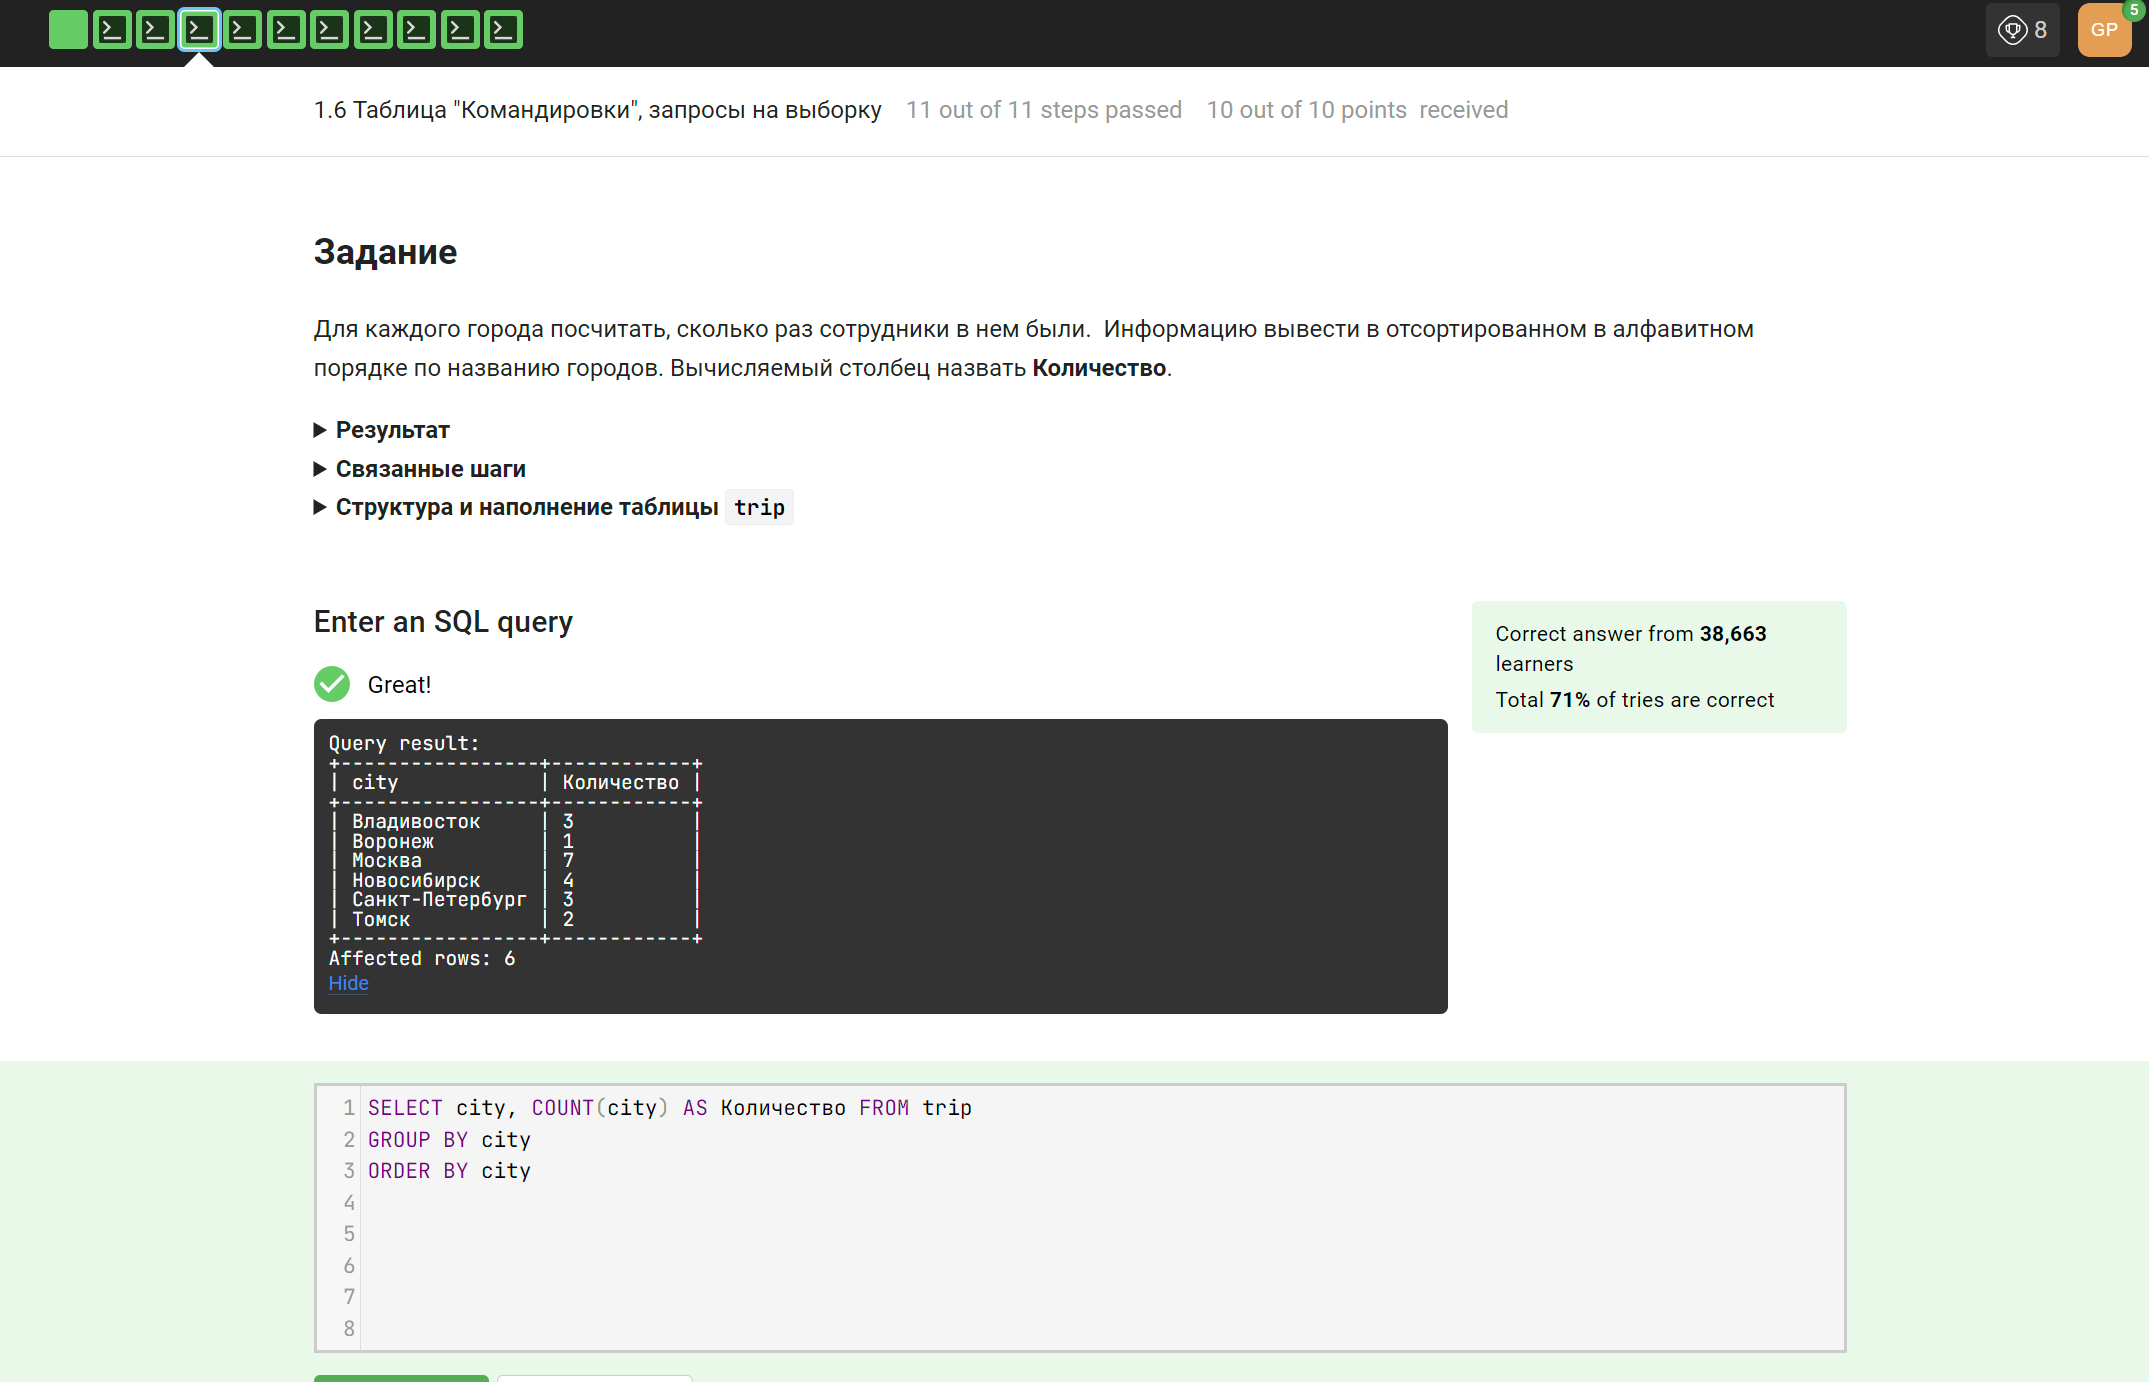 8
GP
5
1.6 Таблица "Командировки", запросы на выборку 11 out of 11 steps passed 10 out of 10 points received
Задание
Для каждого города посчитать, сколько раз сотрудники в нем были. Информацию вывести в отсортированном в алфавитном
порядке по названию городов. Вычисляемый столбец назвать Количество.
Результат
Связанные шаги
Структура и наполнение таблицы trip
Enter an SQL query
Great!
Correct answer from 38,663
learners
Total 71% of tries are correct
Query result:
+-----------------+------------+
| city            | Количество |
+-----------------+------------+
| Владивосток     | 3          |
| Воронеж         | 1          |
| Москва          | 7          |
| Новосибирск     | 4          |
| Санкт-Петербург | 3          |
| Томск           | 2          |
+-----------------+------------+
Affected rows: 6
Hide
1 SELECT city, COUNT(city) AS Количество FROM trip
2 GROUP BY city
3 ORDER BY city
4
5
6
7
8